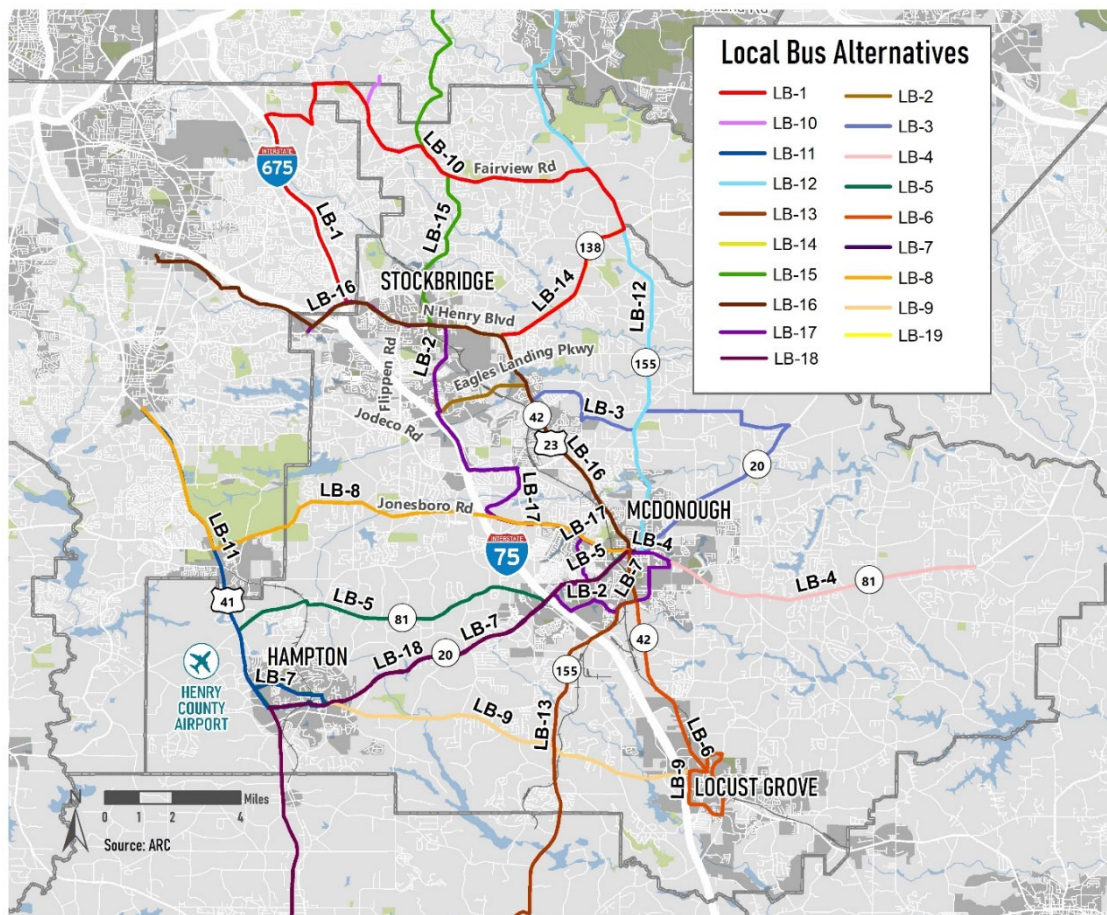 Local Bus Alternatives
LB-1
LB-10
LB-11
LB-12
LB-13
LB-14
LB-15
LB-16
LB-17
LB-18
LB-2
LB-3
LB-4
LB-5
LB-6
LB-7
LB-8
LB-9
LB-19
INTERSTATE
675
LB-10
Fairview Rd
LB-1
LB-15
138
STOCKBRIDGE
LB-16
LB-14
LB-12
N Henry Blvd
LB-2
Flippen Rd
Eagles Landing Pkwy
155
Jodeco Rd
42
LB-3
23
LB-16
20
LB-8
Jonesboro Rd
LB-17
LB-17
MCDONOUGH
LB-11
INTERSTATE
75
LB-5
LB-4
LB-7
LB-2
LB-4
81
41
LB-5
81
LB-7
42
HAMPTON
LB-18
20
155
HENRY
COUNTY
AIRPORT
LB-7
LB-9
LB-13
LB-6
LB-9
LOCUST GROVE
N
Miles
0 1 2 4
Source: ARC